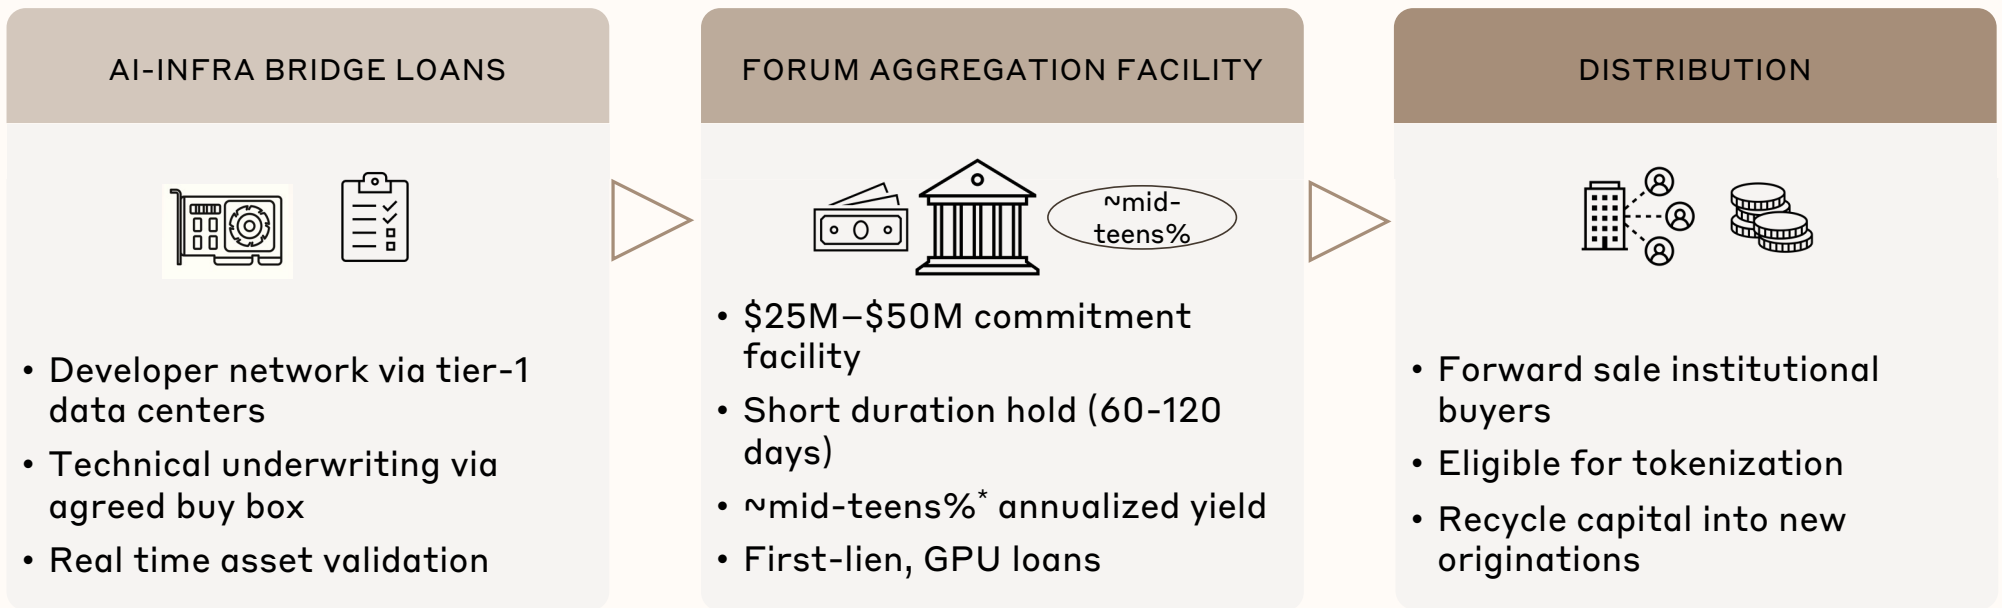 AI-INFRA BRIDGE LOANS
• Developer network via tier-1
data centers
• Technical underwriting via
agreed buy box
• Real time asset validation
FORUM AGGREGATION FACILITY
~mid-
teens%
• $25M–$50M commitment
facility
• Short duration hold (60-120
days)
• ~mid-teens%* annualized yield
• First-lien, GPU loans
DISTRIBUTION
• Forward sale institutional
buyers
• Eligible for tokenization
• Recycle capital into new
originations